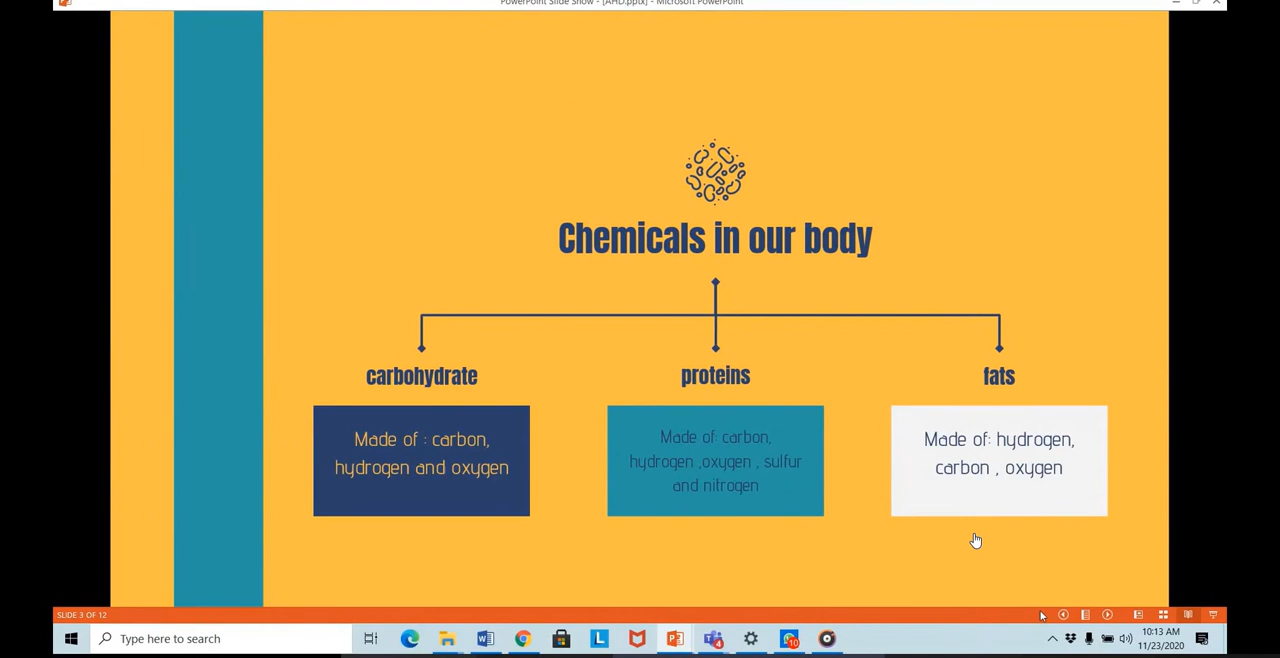 PowerPoint Slide Show - [AHD.pptx] - Microsoft PowerPoint
Chemicals in our body
carbohydrate
proteins
fats
Made of : carbon,
hydrogen and oxygen
Made of: carbon,
hydrogen ,oxygen , sulfur
and nitrogen
Made of: hydrogen,
carbon , oxygen
SLIDE 3 OF 12
Type here to search
4
10
10:13 AM
11/23/2020